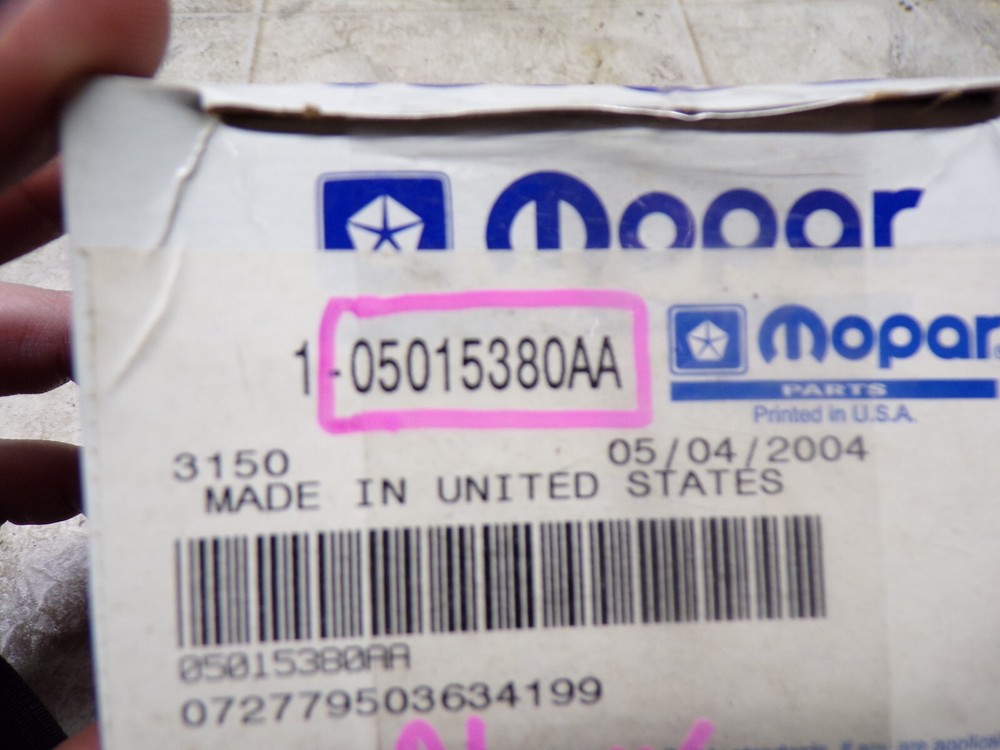 Mopar
1-05015380AA
Mopar
PARTS
Printed in U.S.A.
3150 05/04/2004
MADE IN UNITED STATES
05015380AA
072779503634199